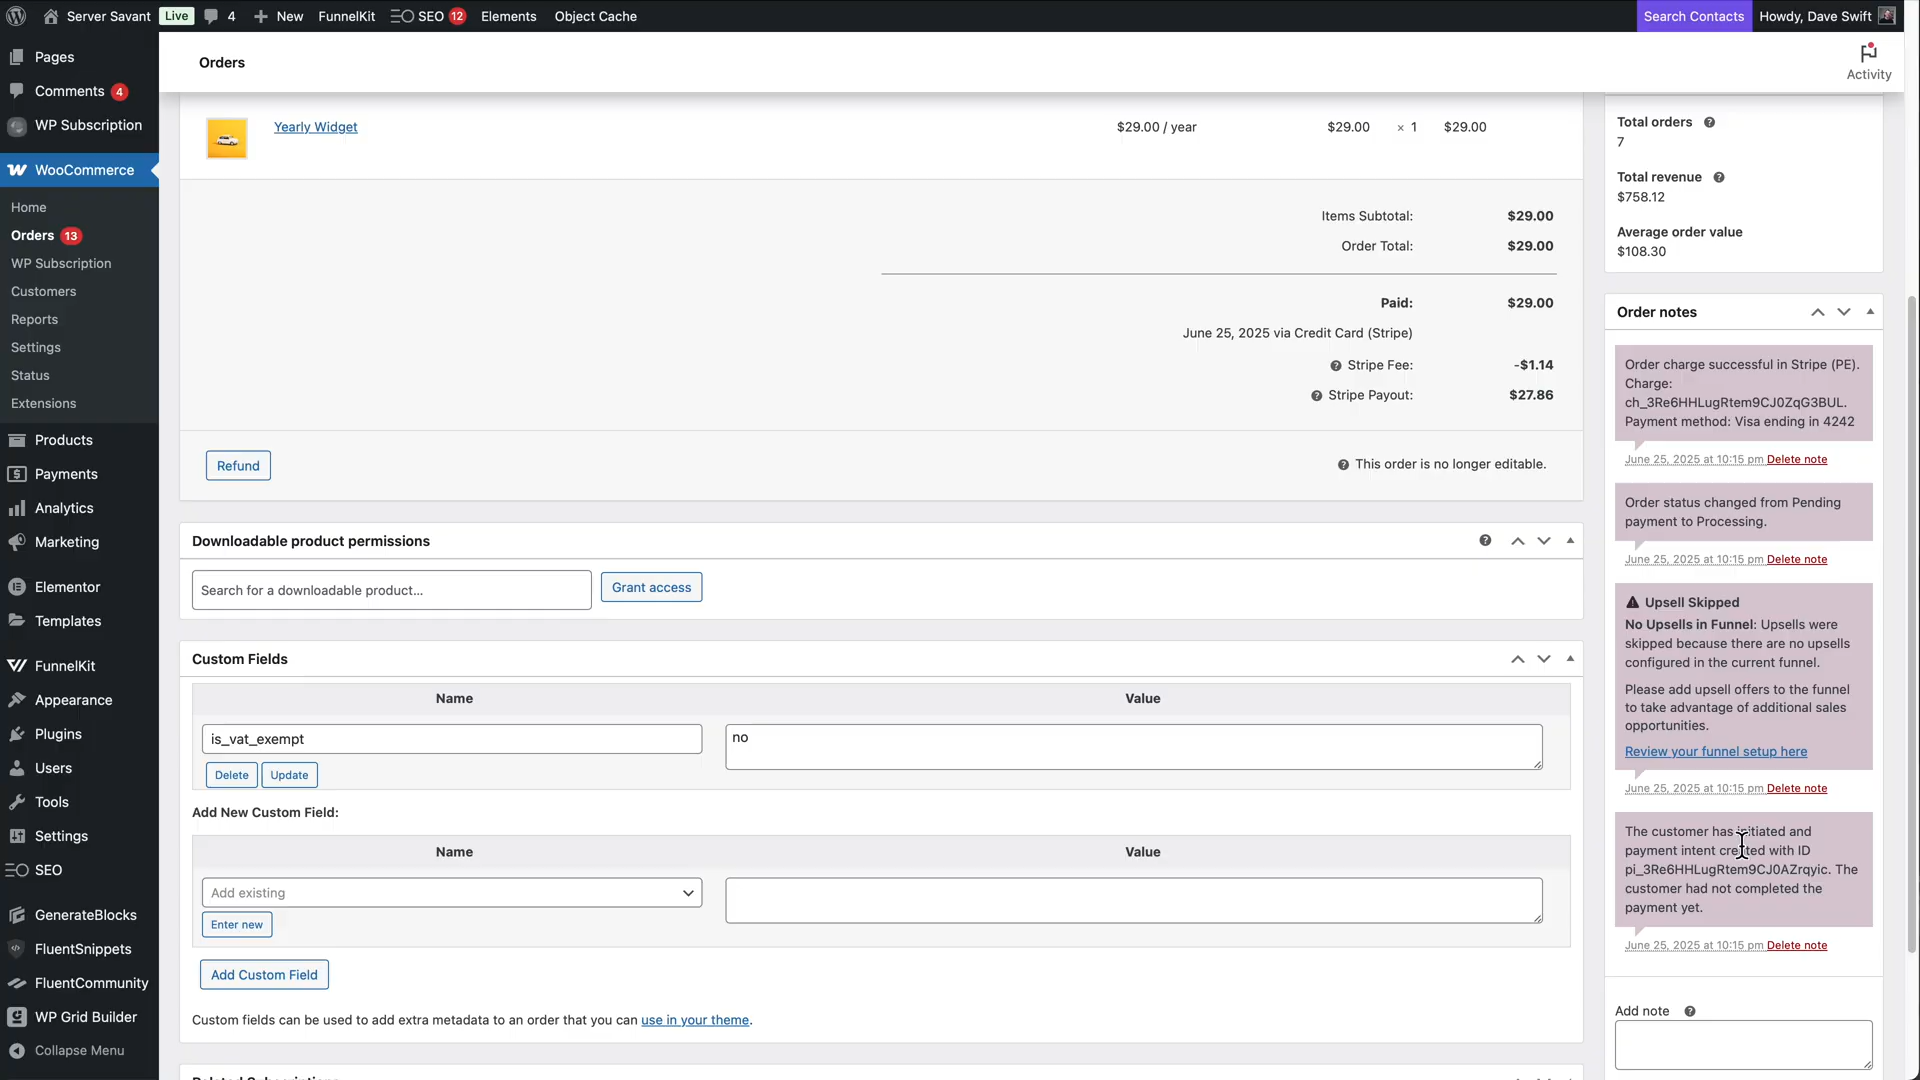 Server Savant
Live
4
New
FunnelKit
SEO
12
Elements
Object Cache
Search Contacts
Howdy, Dave Swift
Pages
Comments
4
WP Subscription
WooCommerce
Home
Orders
13
WP Subscription
Customers
Reports
Settings
Status
Extensions
Products
Payments
Analytics
Marketing
Elementor
Templates
FunnelKit
Appearance
Plugins
Users
Tools
Settings
SEO
GenerateBlocks
FluentSnippets
FluentCommunity
WP Grid Builder
Collapse Menu
Orders
Activity
Yearly Widget
$29.00 / year
$29.00
× 1
$29.00
Items Subtotal:
$29.00
Order Total:
$29.00
Paid:
$29.00
June 25, 2025 via Credit Card (Stripe)
Stripe Fee:
-$1.14
Stripe Payout:
$27.86
Refund
This order is no longer editable.
Downloadable product permissions
Search for a downloadable product...
Grant access
Custom Fields
Name
Value
is_vat_exempt
no
Delete
Update
Add New Custom Field:
Name
Value
Add existing
Enter new
Add Custom Field
Custom fields can be used to add extra metadata to an order that you can use in your theme.
Total orders
7
Total revenue
$758.12
Average order value
$108.30
Order notes
Order charge successful in Stripe (PE).
Charge:
ch_3Re6HHLugRtem9CJ0ZqG3BUL.
Payment method: Visa ending in 4242
June 25, 2025 at 10:15 pm Delete note
Order status changed from Pending
payment to Processing.
June 25, 2025 at 10:15 pm Delete note
Upsell Skipped
No Upsells in Funnel: Upsells were
skipped because there are no upsells
configured in the current funnel.
Please add upsell offers to the funnel
to take advantage of additional sales
opportunities.
Review your funnel setup here
June 25, 2025 at 10:15 pm Delete note
The customer has initiated and
payment intent created with ID
pi_3Re6HHLugRtem9CJ0AZrqyic. The
customer had not completed the
payment yet.
June 25, 2025 at 10:15 pm Delete note
Add note